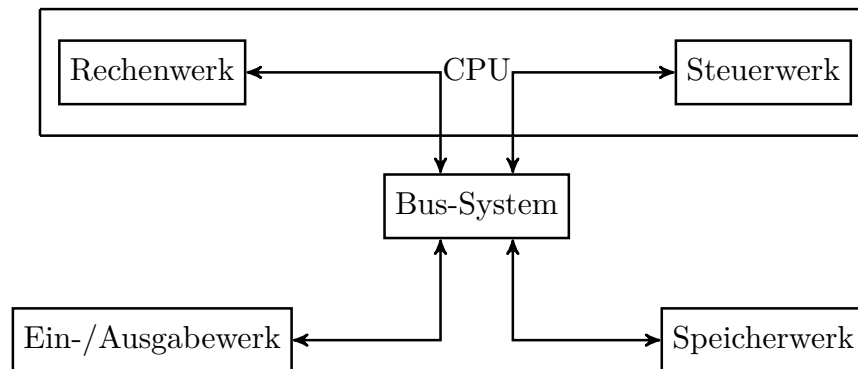 Rechenwerk
CPU
Steuerwerk
Bus-System
Ein-/Ausgabewerk
Speicherwerk